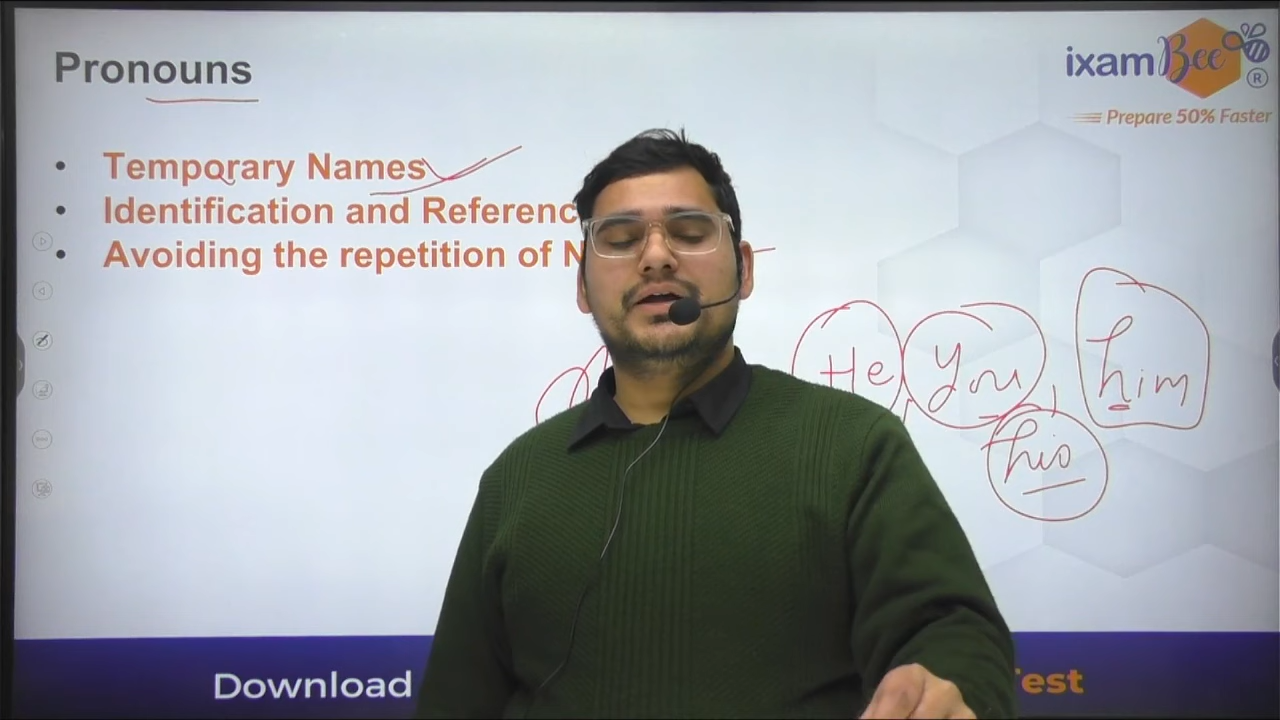 Pronouns
ixamBee
®
Prepare 50% Faster
• Temporary Names
• Identification and Referenc
• Avoiding the repetition of N
He You , him
his
Download Test